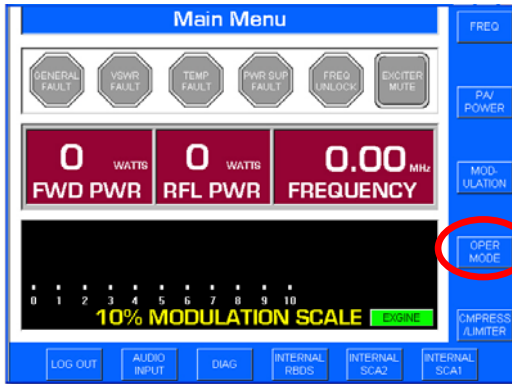 Main Menu
FREQ
GENERAL FAULT
VSWR FAULT
TEMP FAULT
PWR SUP FAULT
FREQ UNLOCK
EXCITER MUTE
PA/
POWER
0 WATTS
FWD PWR
0 WATTS
RFL PWR
0.00 MHz
FREQUENCY
MOD-
ULATION
OPER
MODE
0 1 2 3 4 5 6 7 8 9 10
10% MODULATION SCALE
EXGINE
CMPRESS
/LIMITER
LOG OUT
AUDIO
INPUT
DIAG
INTERNAL
RBDS
INTERNAL
SCA2
INTERNAL
SCA1